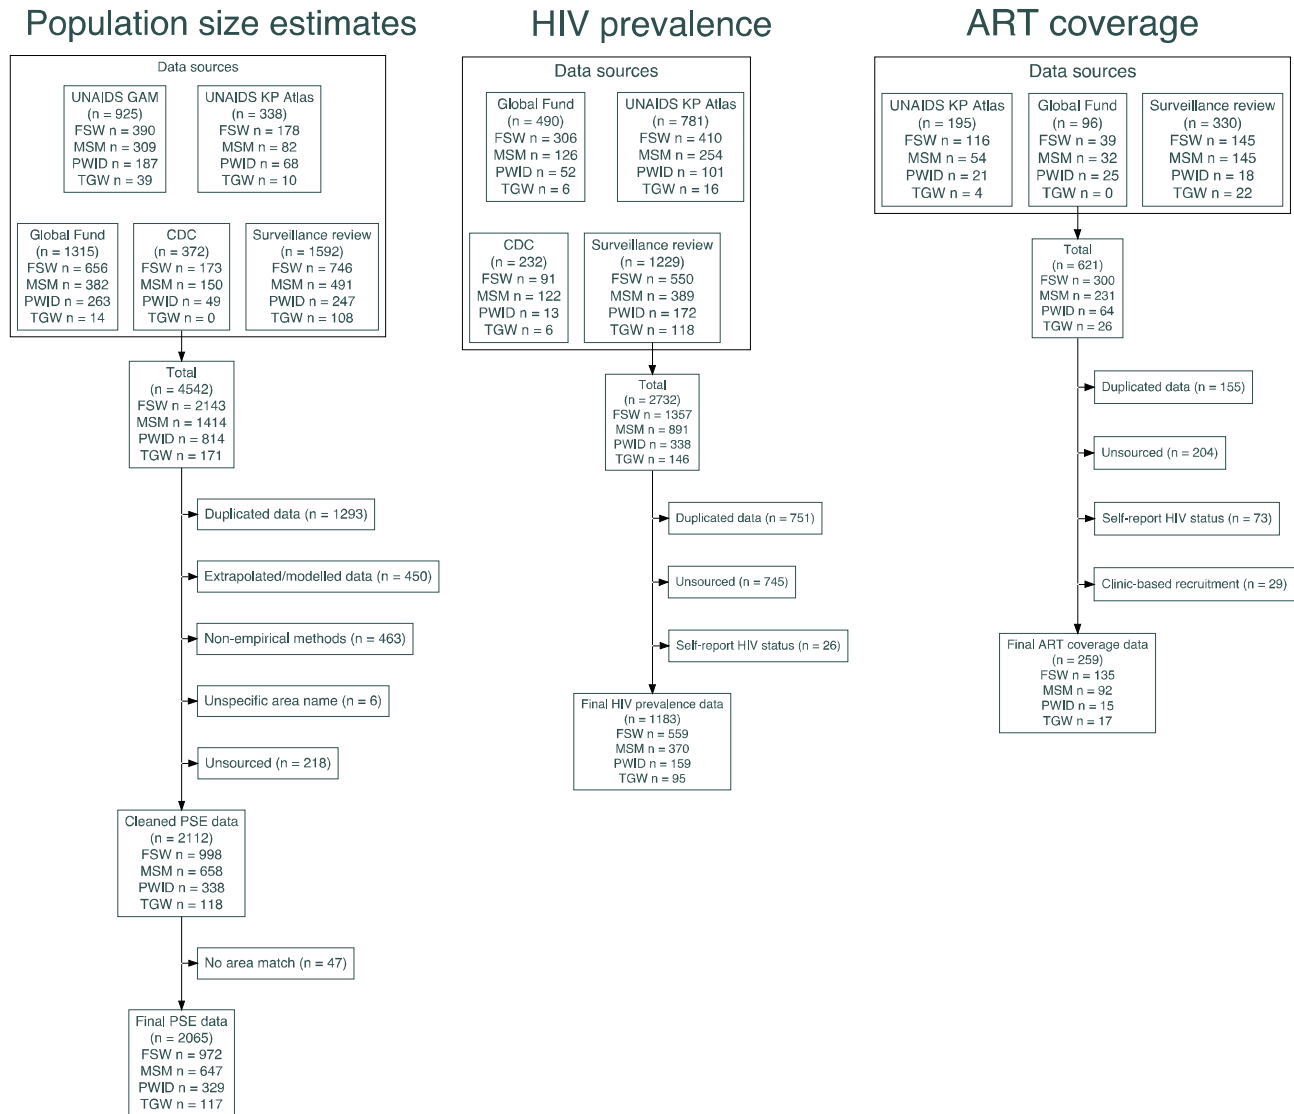 Population size estimates
Data sources
UNAIDS GAM
(n = 925)
FSW n = 390
MSM n = 309
PWID n = 187
TGW n = 39
UNAIDS KP Atlas
(n = 338)
FSW n = 178
MSM n = 82
PWID n = 68
TGW n = 10
Global Fund
(n = 1315)
FSW n = 656
MSM n = 382
PWID n = 263
TGW n = 14
CDC
(n = 372)
FSW n = 173
MSM n = 150
PWID n = 49
TGW n = 0
Surveillance review
(n = 1592)
FSW n = 746
MSM n = 491
PWID n = 247
TGW n = 108
Total
(n = 4542)
FSW n = 2143
MSM n = 1414
PWID n = 814
TGW n = 171
Duplicated data (n = 1293)
Extrapolated/modelled data (n = 450)
Non-empirical methods (n = 463)
Unspecific area name (n = 6)
Unsourced (n = 218)
Cleaned PSE data
(n = 2112)
FSW n = 998
MSM n = 658
PWID n = 338
TGW n = 118
No area match (n = 47)
Final PSE data
(n = 2065)
FSW n = 972
MSM n = 647
PWID n = 329
TGW n = 117
HIV prevalence
Data sources
Global Fund
(n = 490)
FSW n = 306
MSM n = 126
PWID n = 52
TGW n = 6
UNAIDS KP Atlas
(n = 781)
FSW n = 410
MSM n = 254
PWID n = 101
TGW n = 16
CDC
(n = 232)
FSW n = 91
MSM n = 122
PWID n = 13
TGW n = 6
Surveillance review
(n = 1229)
FSW n = 550
MSM n = 389
PWID n = 172
TGW n = 118
Total
(n = 2732)
FSW n = 1357
MSM n = 891
PWID n = 338
TGW n = 146
Duplicated data (n = 751)
Unsourced (n = 745)
Self-report HIV status (n = 26)
Final HIV prevalence data
(n = 1183)
FSW n = 559
MSM n = 370
PWID n = 159
TGW n = 95
ART coverage
Data sources
UNAIDS KP Atlas
(n = 195)
FSW n = 116
MSM n = 54
PWID n = 21
TGW n = 4
Global Fund
(n = 96)
FSW n = 39
MSM n = 32
PWID n = 25
TGW n = 0
Surveillance review
(n = 330)
FSW n = 145
MSM n = 145
PWID n = 18
TGW n = 22
Total
(n = 621)
FSW n = 300
MSM n = 231
PWID n = 64
TGW n = 26
Duplicated data (n = 155)
Unsourced (n = 204)
Self-report HIV status (n = 73)
Clinic-based recruitment (n = 29)
Final ART coverage data
(n = 259)
FSW n = 135
MSM n = 92
PWID n = 15
TGW n = 17